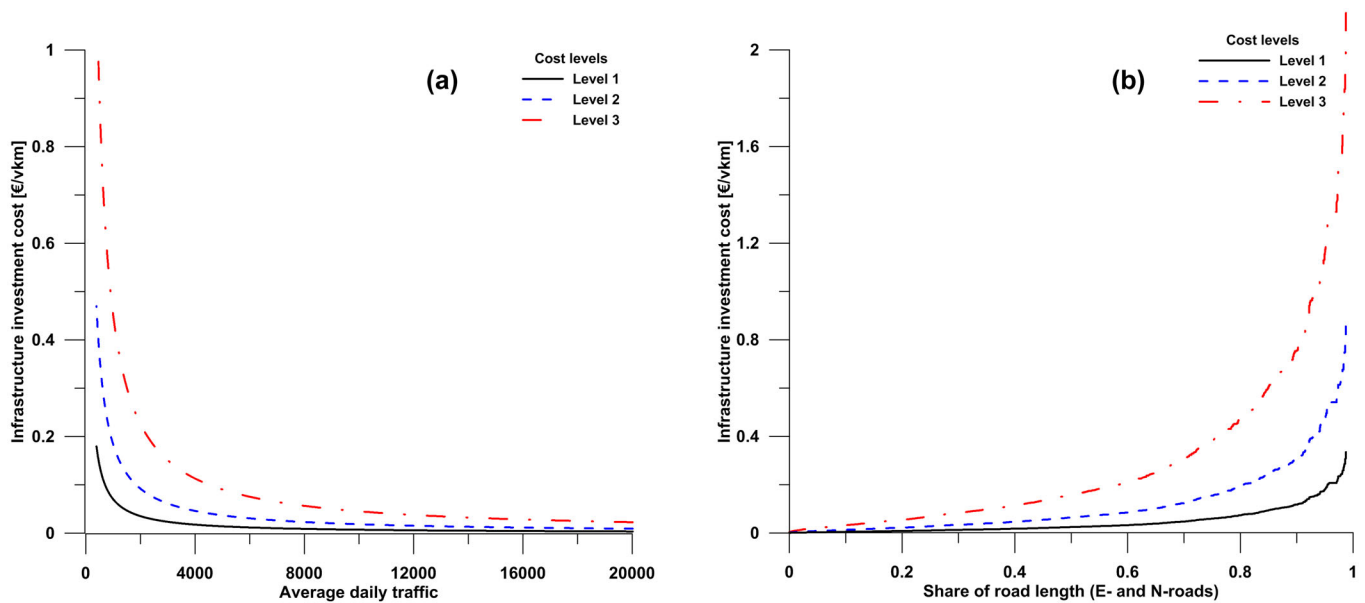 Infrastructure investment cost [€/vkm]
1
0.8
0.6
0.4
0.2
0
0
4000
8000
12000
16000
20000
Average daily traffic
(a)
Cost levels
Level 1
Level 2
Level 3
Infrastructure investment cost [€/vkm]
2
1.6
1.2
0.8
0.4
0
0
0.2
0.4
0.6
0.8
1
Share of road length (E- and N-roads)
(b)
Cost levels
Level 1
Level 2
Level 3